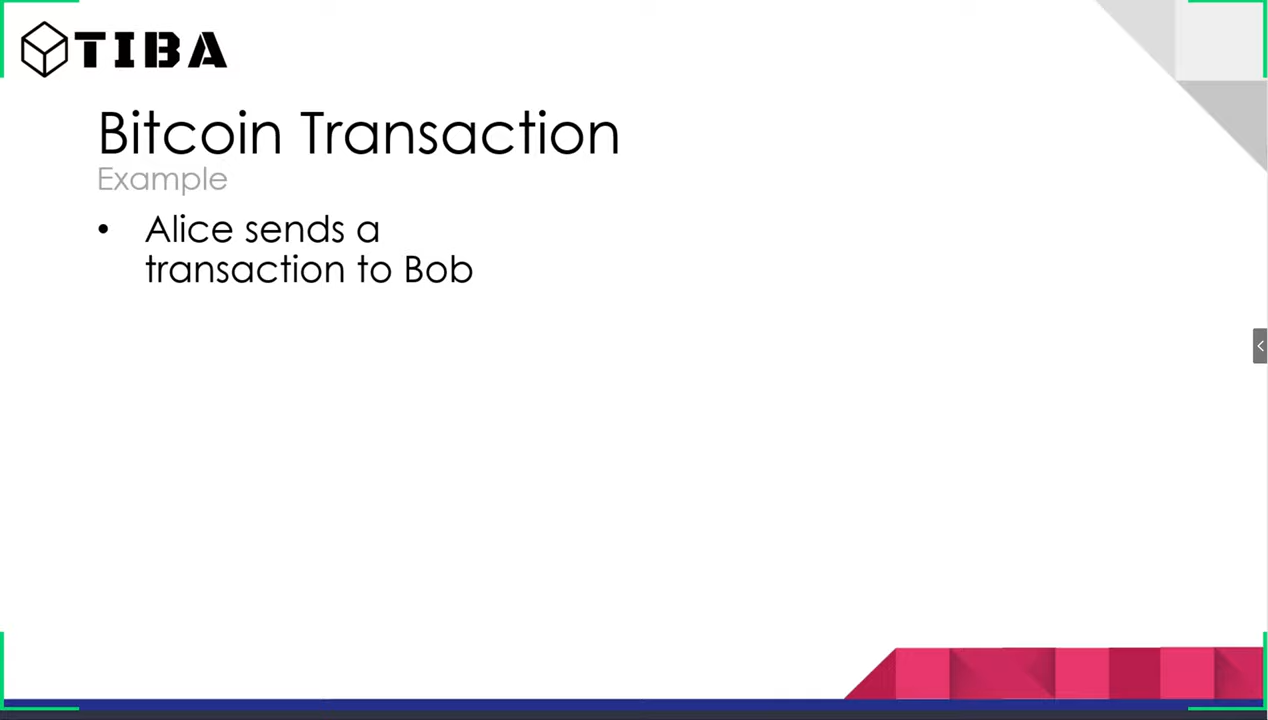 TIBA
Bitcoin Transaction
Example
• Alice sends a
transaction to Bob